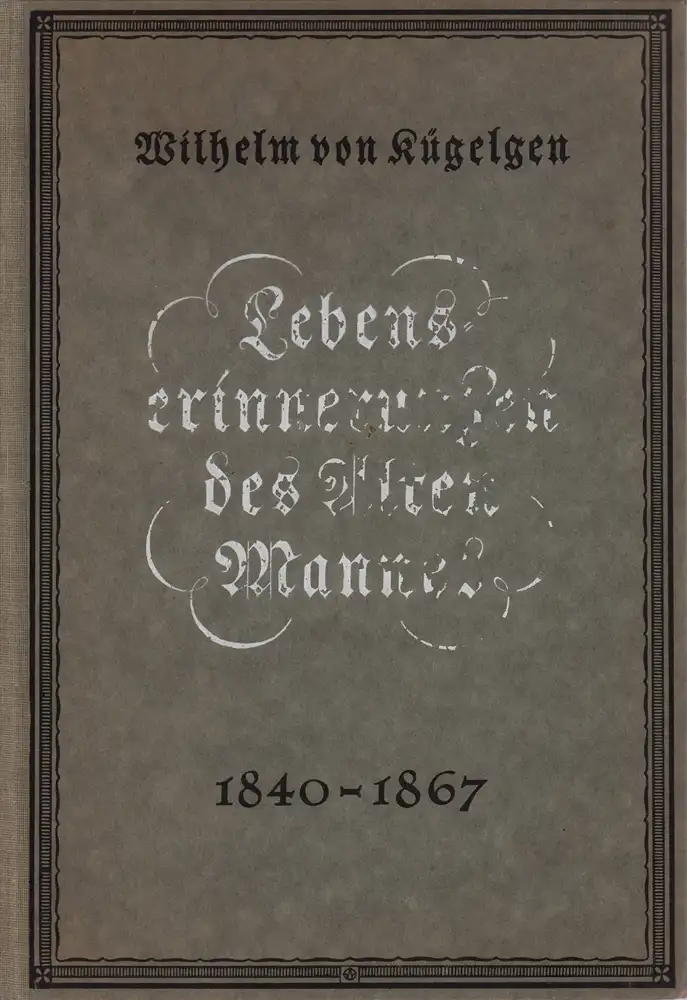 Wilhelm von Kügelgen
Lebens-
erinnerungen
des Alten
Mannes
1840-1867